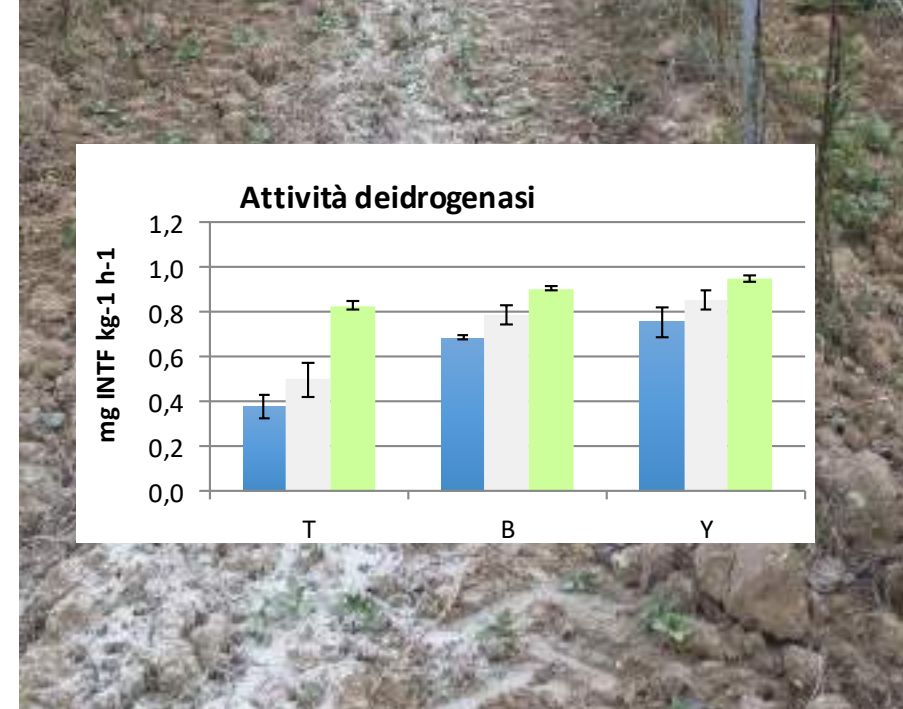 Attività deidrogenasi
mg INTF kg-1 h-1
1,2
1,0
0,8
0,6
0,4
0,2
0,0
T B Y